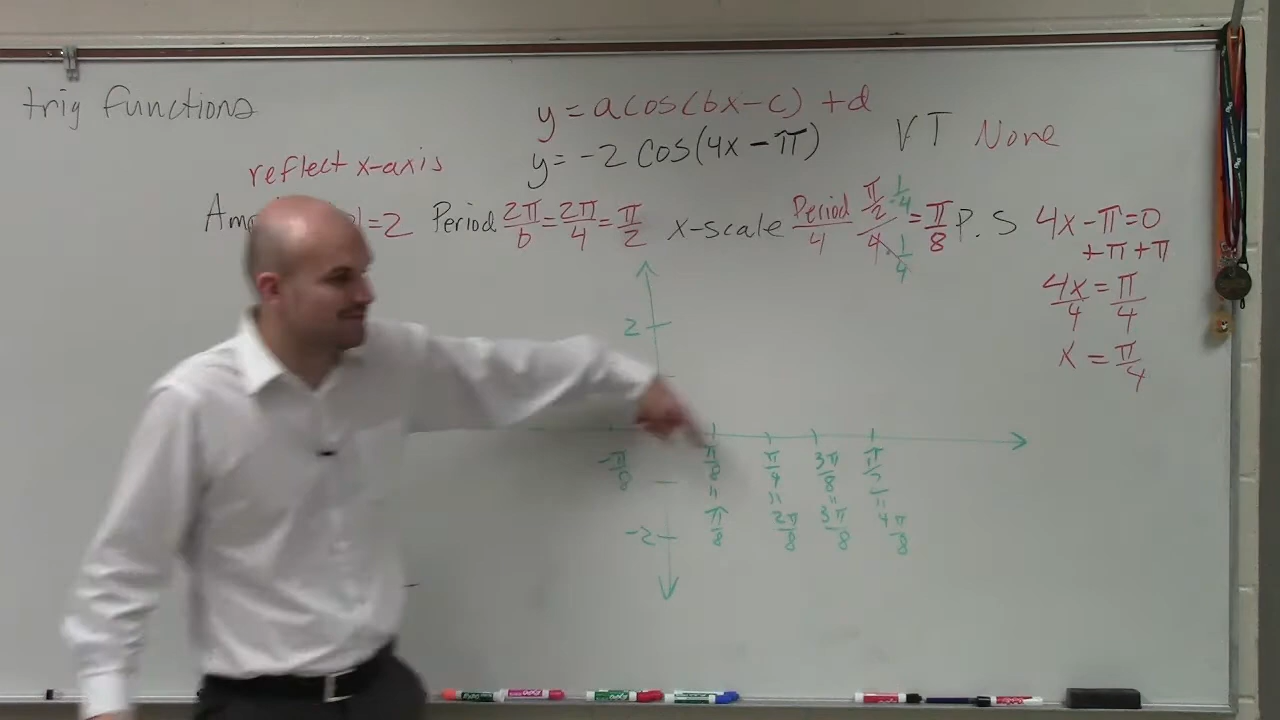 trig functions
y = a cos(bx - c) + d
y = -2 cos(4x - π)
VT None
reflect x-axis
=2 Period 2π/b = 2π/4 = π/2 x-scale Period/4 π/2 · 1/4 / 4 · 1/4 = π/8 P.S 4x - π = 0
+π +π
4x/4 = π/4
x = π/4
2
-π/8 π/8 π/4 3π/8 π/2
= = = =
π/8 2π/8 3π/8 4π/8
-2